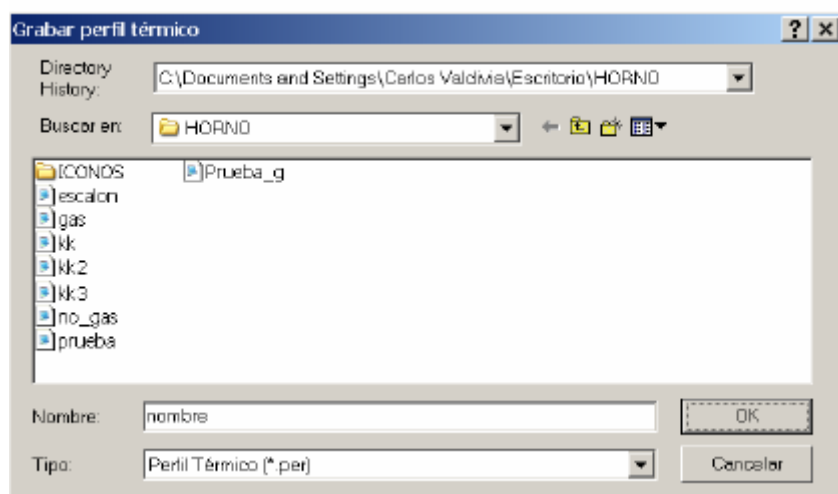 Grabar perfil térmico
Directory History:
C:\Documents and Settings\Carlos Valdivia\Escritorio\HORNO
Buscar en:
HORNO
ICONOS
escalon
gas
kk
kk2
kk3
no_gas
prueba
Prueba_g
Nombre:
nombre
OK
Tipo:
Perfil Térmico (*.per)
Cancelar